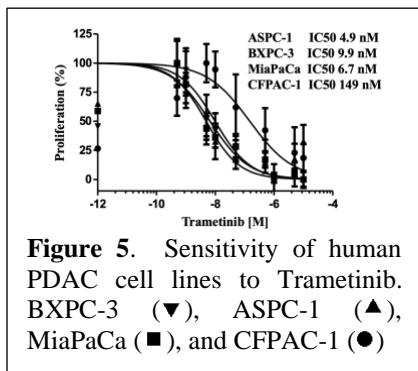 125
100
75
50
25
0
Proliferation (%)
ASPC-1 IC50 4.9 nM
BXPC-3 IC50 9.9 nM
MiaPaCa IC50 6.7 nM
CFPAC-1 IC50 149 nM
-12 -10 -8 -6 -4
Trametinib [M]
Figure 5. Sensitivity of human
PDAC cell lines to Trametinib.
BXPC-3 (▼), ASPC-1 (▲),
MiaPaCa (■), and CFPAC-1 (●)